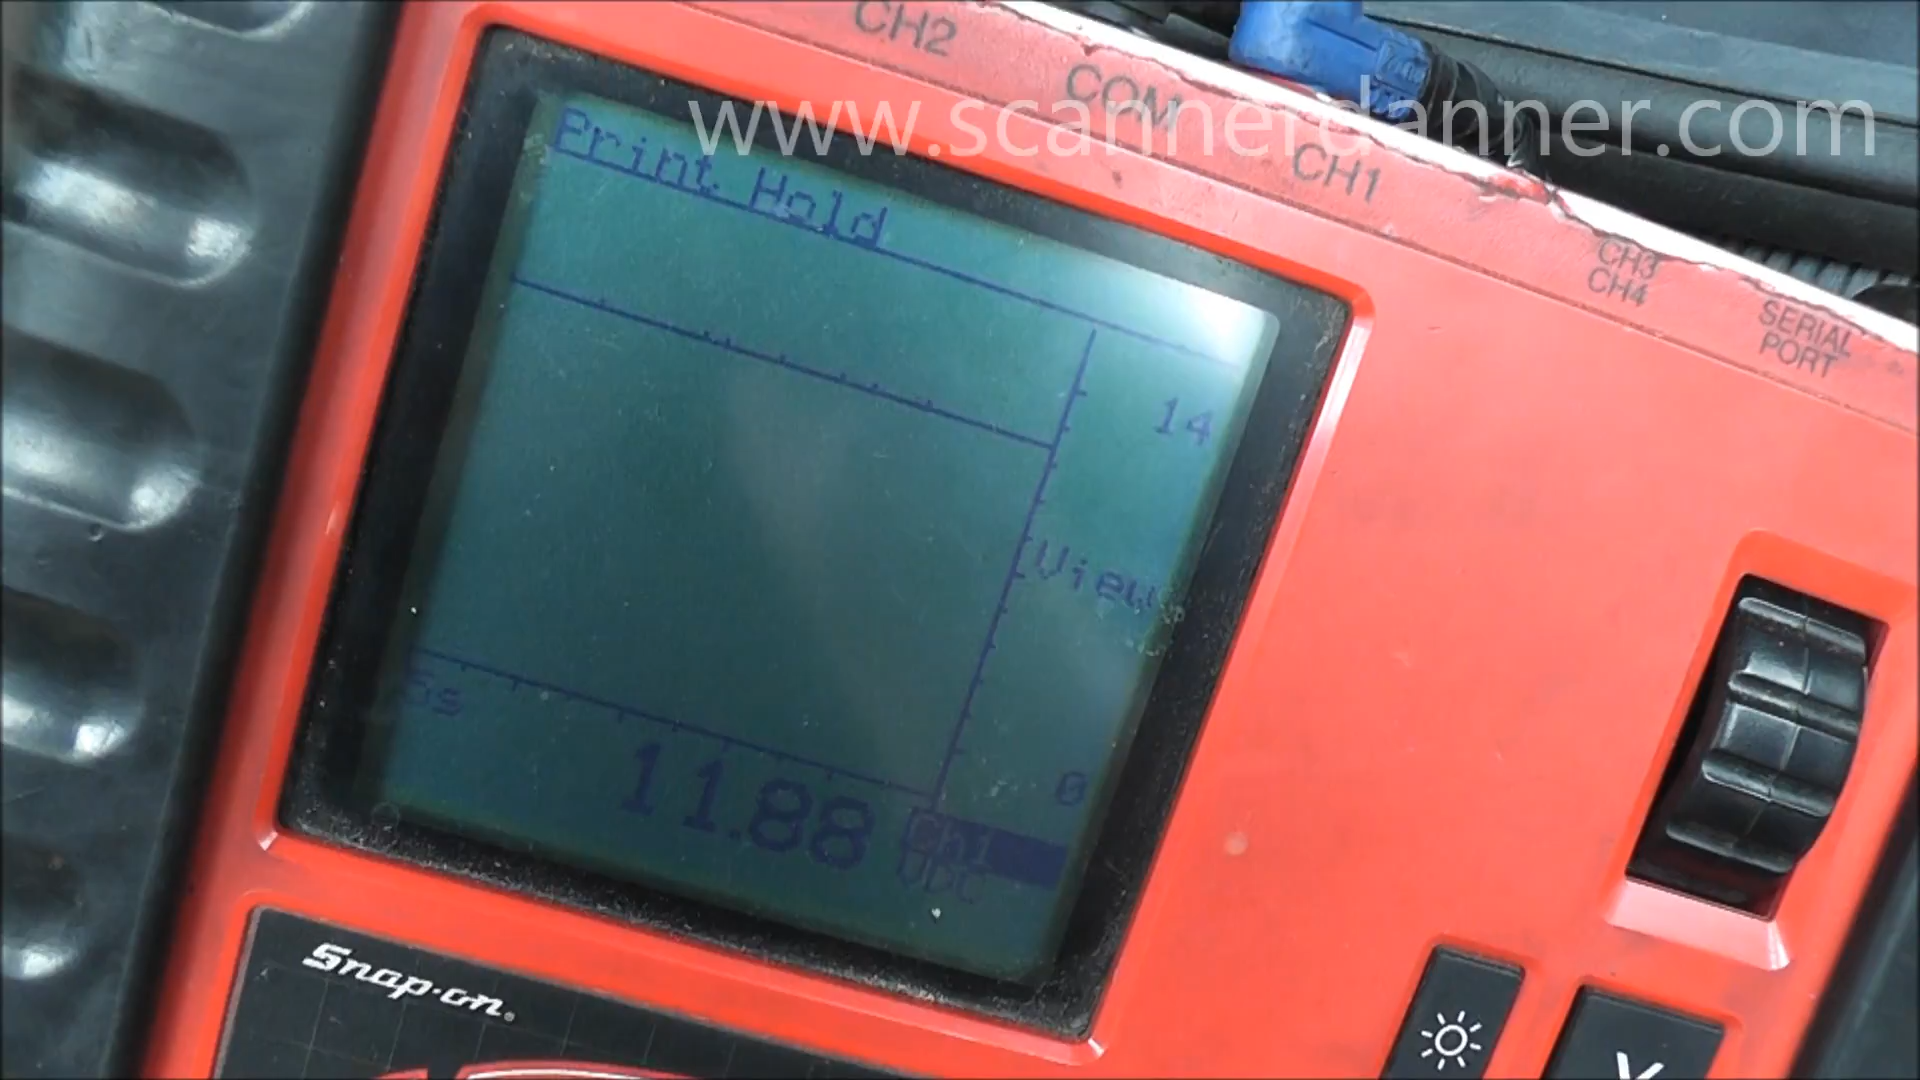 CH2
COM
www.scannerdanner.com
CH1
CH3
CH4
SERIAL
PORT
Print Hold
14
View
5s
0
11.88
CH1
VDC
Snap-on
Y